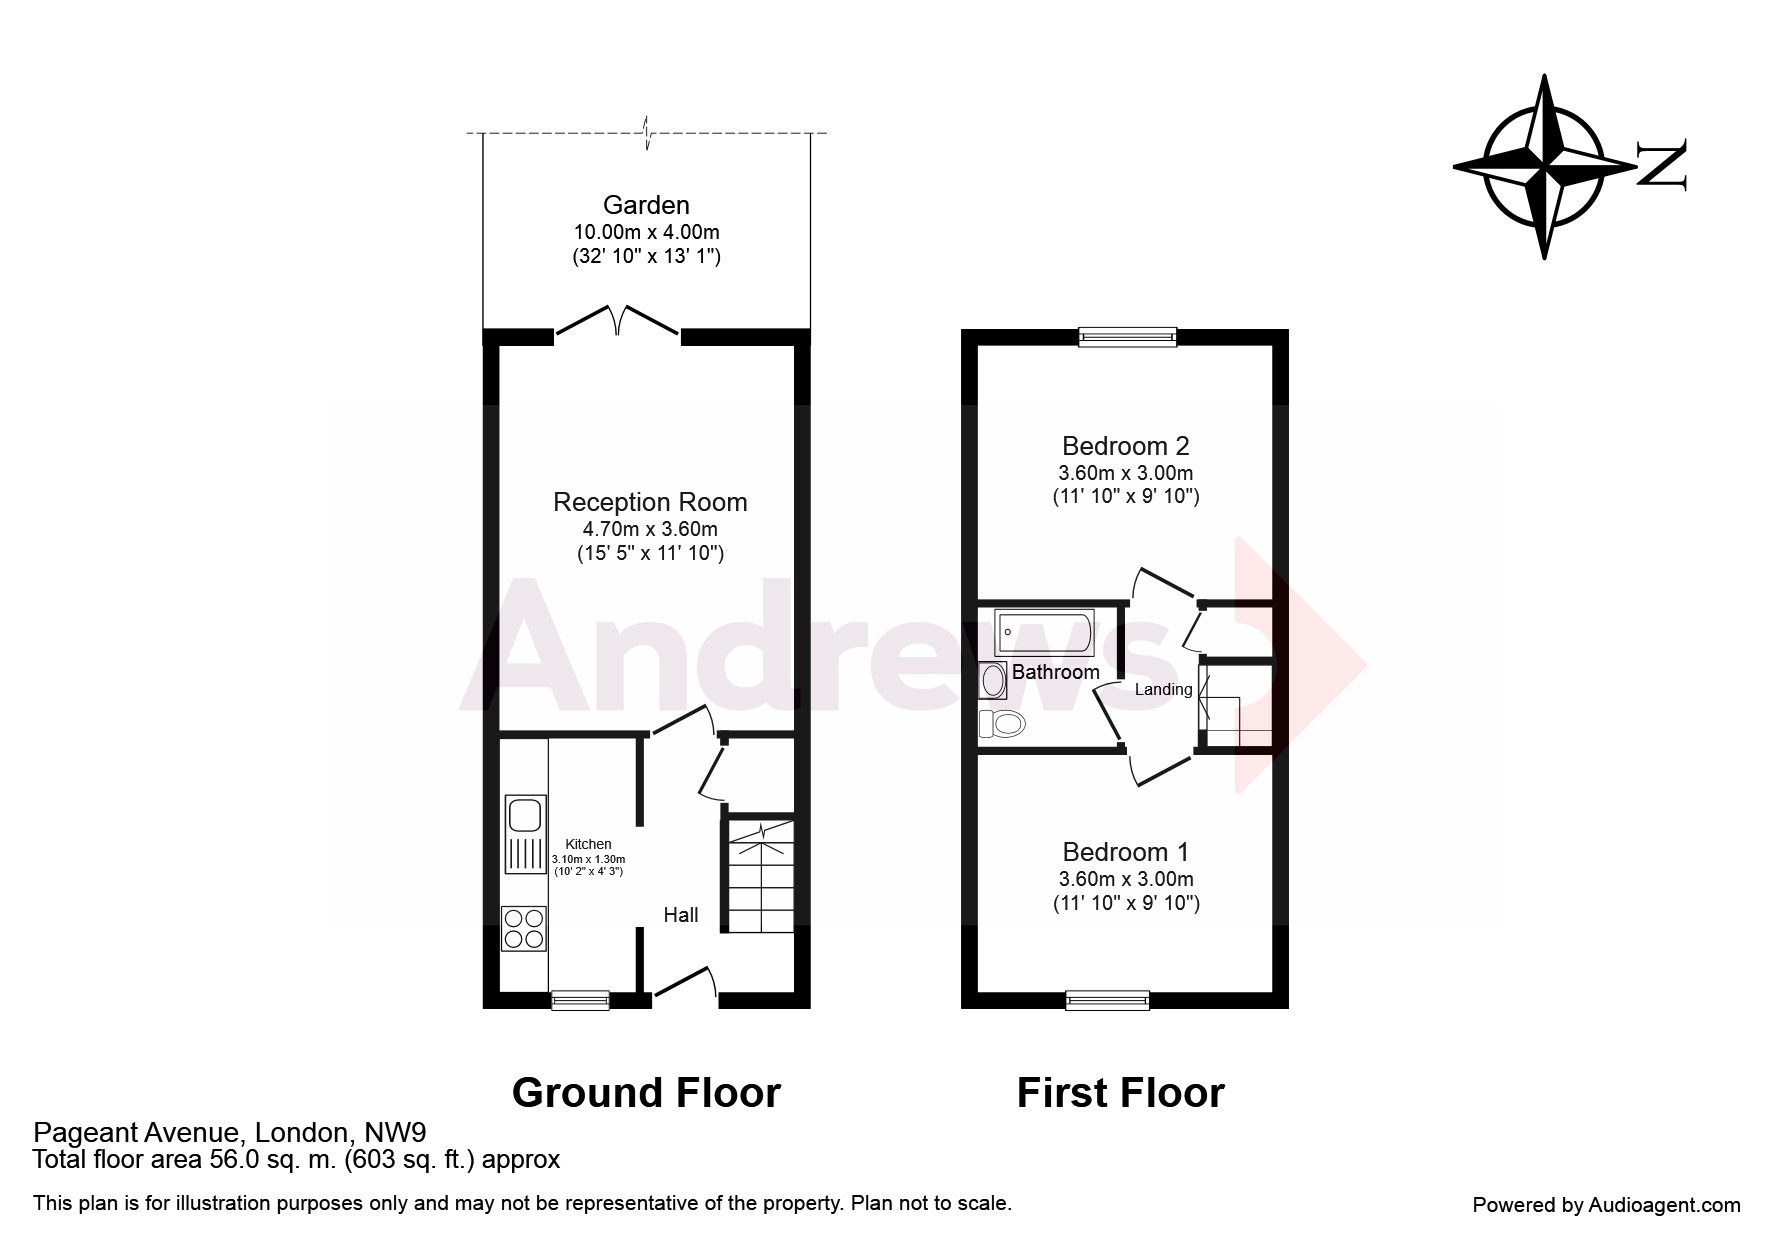 N
Garden
10.00m x 4.00m
(32' 10" x 13' 1")
Reception Room
4.70m x 3.60m
(15' 5" x 11' 10")
Bedroom 2
3.60m x 3.00m
(11' 10" x 9' 10")
Andrews
Bathroom
Landing
Kitchen
3.10m x 1.30m
(10' 2" x 4' 3")
Hall
Bedroom 1
3.60m x 3.00m
(11' 10" x 9' 10")
Ground Floor
First Floor
Pageant Avenue, London, NW9
Total floor area 56.0 sq. m. (603 sq. ft.) approx
This plan is for illustration purposes only and may not be representative of the property. Plan not to scale.
Powered by Audioagent.com